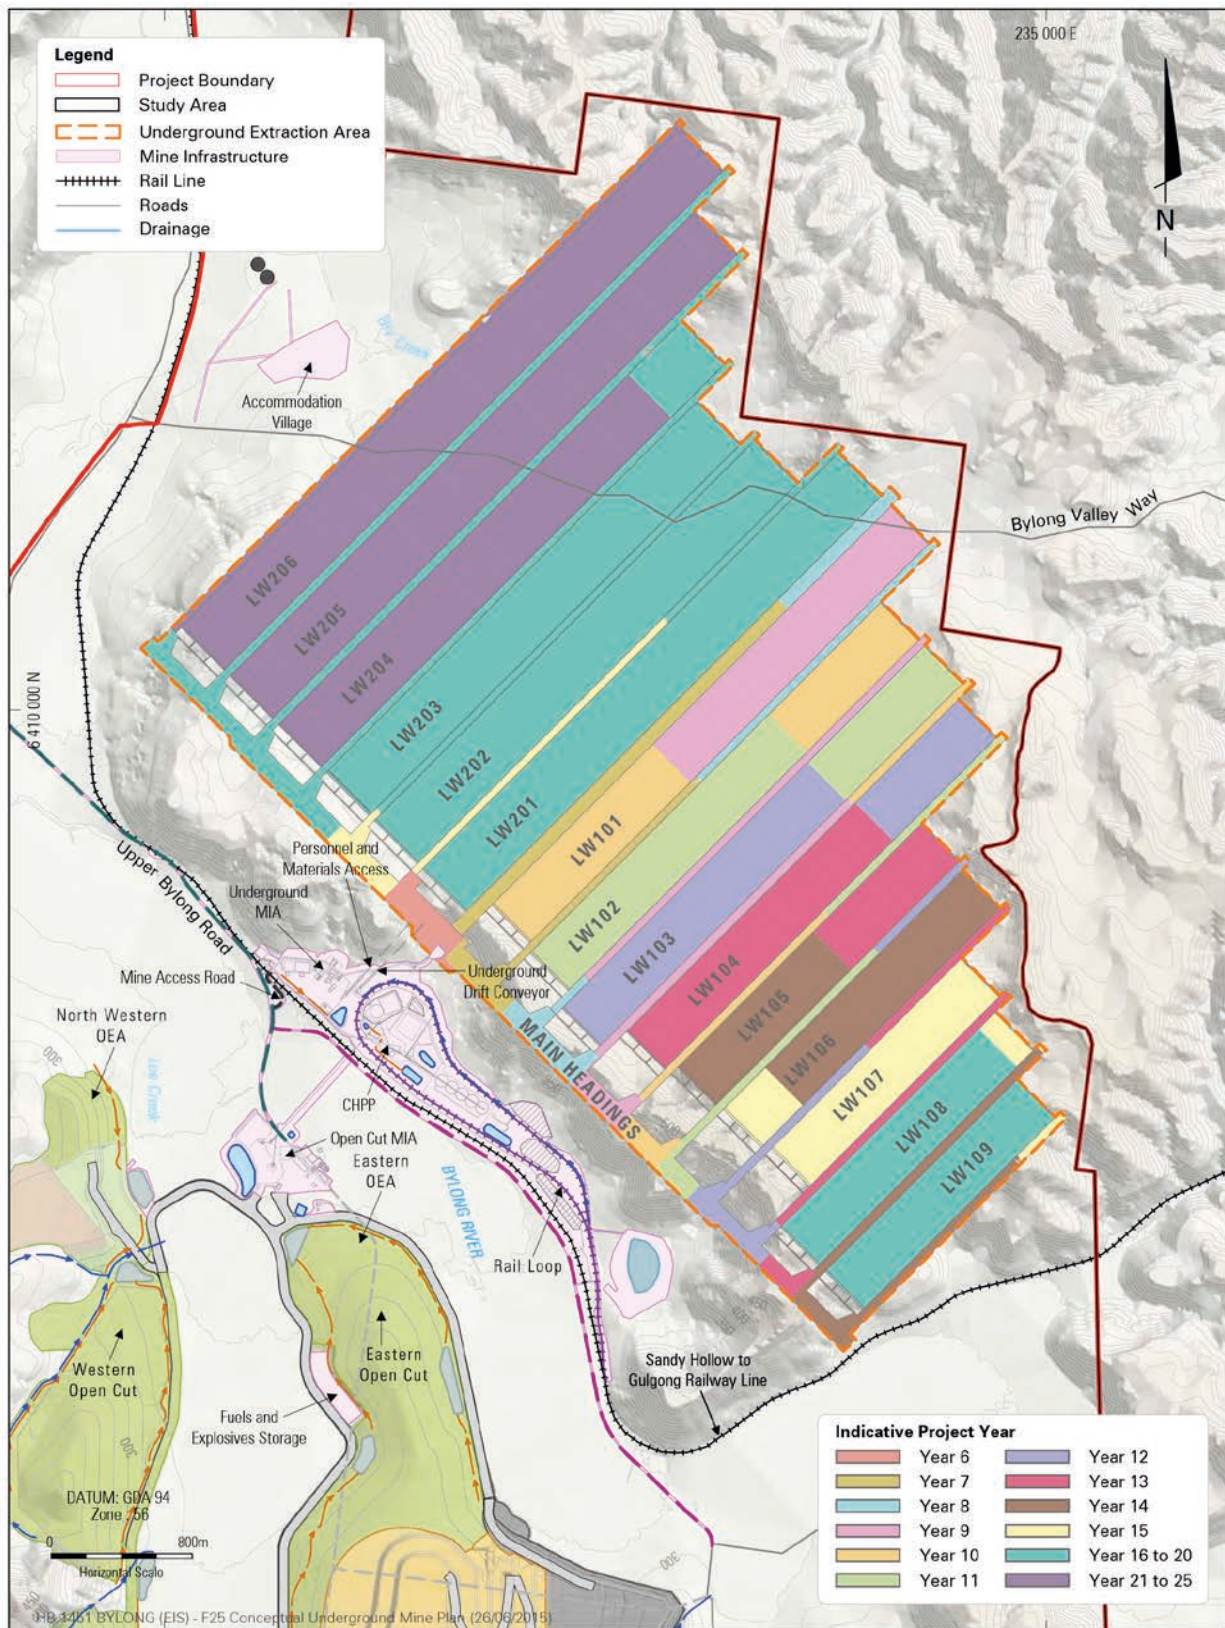 235 000 E
Legend
Project Boundary
Study Area
Underground Extraction Area
Mine Infrastructure
Rail Line
Roads
Drainage
N
Accommodation
Village
Bylong Valley Way
6 410 000 N
LW206
LW205
LW204
LW203
LW202
LW201
LW101
LW102
LW103
LW104
LW105
LW106
LW107
LW108
LW109
MAIN HEADINGS
Personnel and
Materials Access
Underground
MIA
Upper Bylong Road
Mine Access Road
Underground
Drift Conveyor
North Western
OEA
300
CHPP
Open Cut MIA
Eastern
OEA
BYLONG RIVER
Rail Loop
Western
Open Cut
Eastern
Open Cut
Fuels and
Explosives Storage
300
Sandy Hollow to
Gulgong Railway Line
DATUM: GDA 94
Zone : 56
0 800m
Horizontal Scale
300
Indicative Project Year
Year 6
Year 7
Year 8
Year 9
Year 10
Year 11
Year 12
Year 13
Year 14
Year 15
Year 16 to 20
Year 21 to 25
HB 1451 BYLONG (EIS) - F25 Conceptual Underground Mine Plan (26/06/2015)